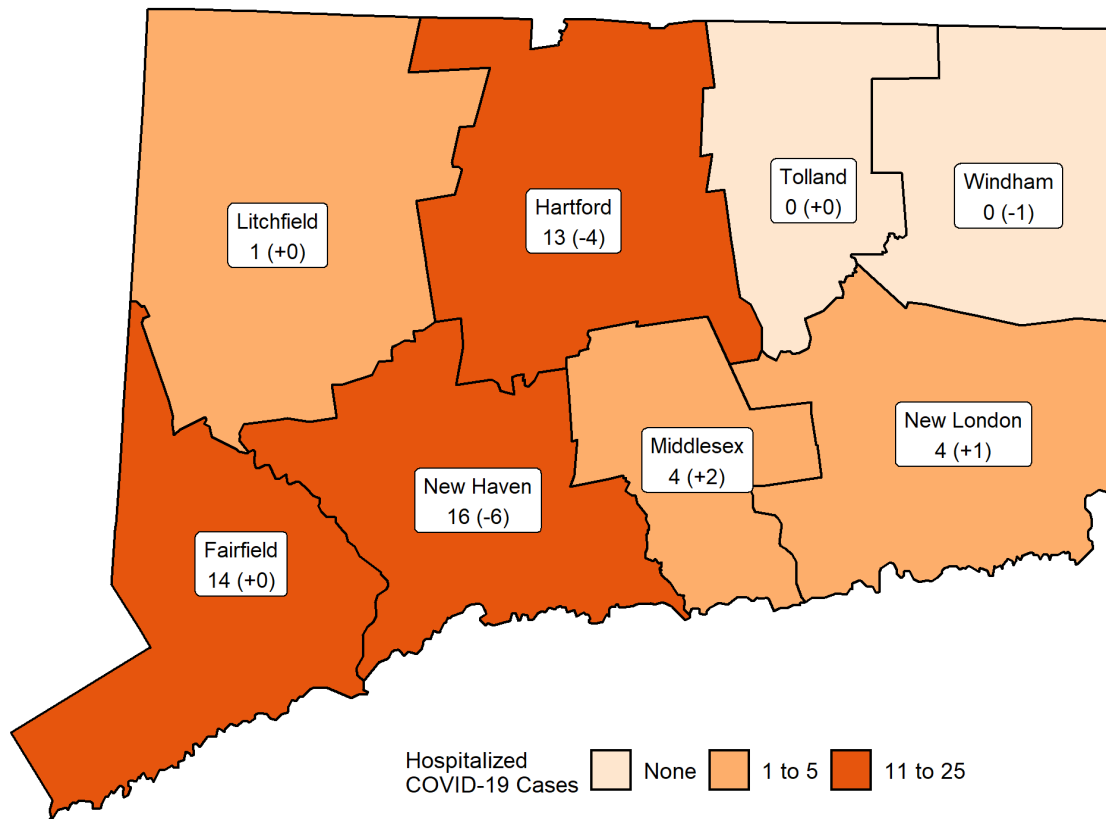 Tolland
0 (+0)
Windham
0 (-1)
Hartford
13 (-4)
Litchfield
1 (+0)
New London
4 (+1)
Middlesex
4 (+2)
New Haven
16 (-6)
Fairfield
14 (+0)
Hospitalized
COVID-19 Cases
None
1 to 5
11 to 25